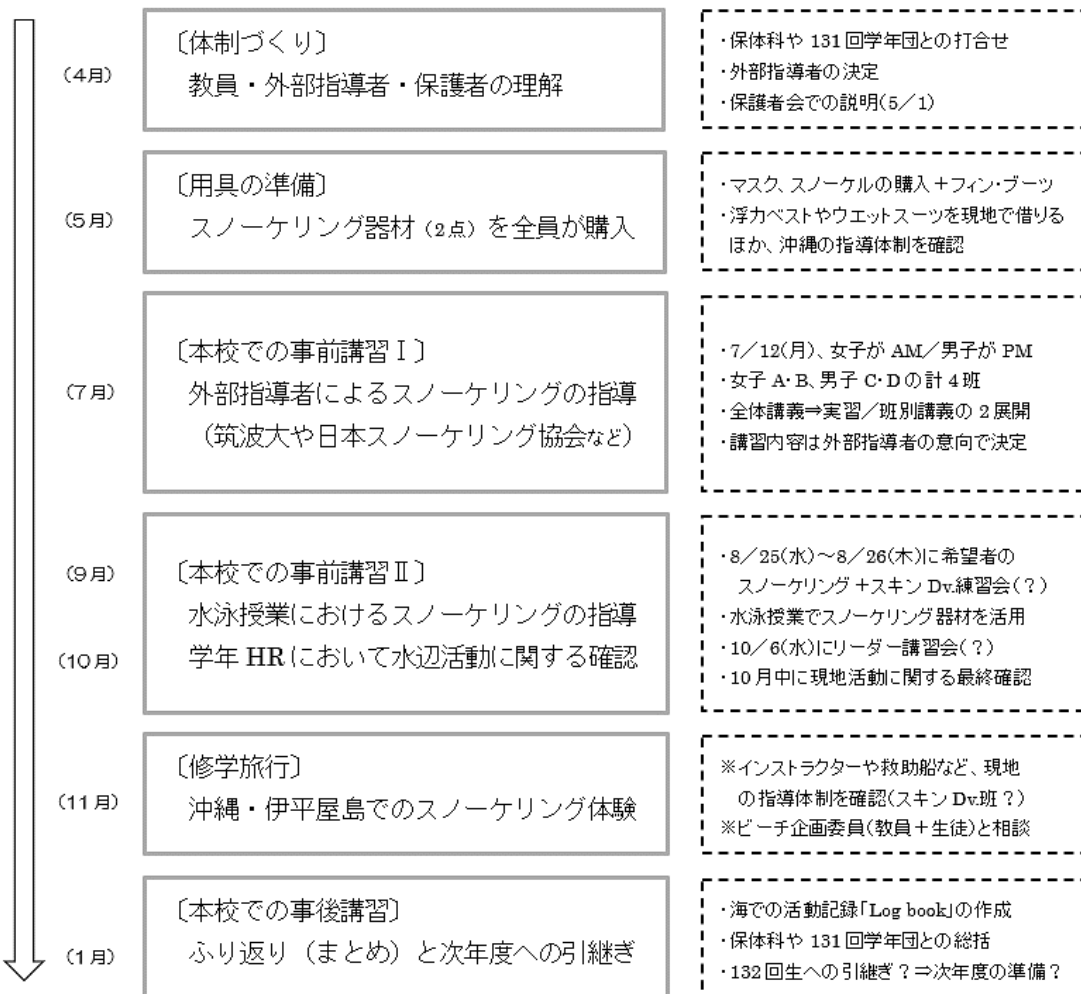 (4月)
〔体制づくり〕
教員・外部指導者・保護者の理解
・保体科や 131 回学年団との打合せ
・外部指導者の決定
・保護者会での説明(5／1)
(5月)
〔用具の準備〕
スノーケリング器材（2点）を全員が購入
・マスク、スノーケルの購入＋フィン・ブーツ
・浮力ベストやウエットスーツを現地で借りる
ほか、沖縄の指導体制を確認
(7月)
〔本校での事前講習Ⅰ〕
外部指導者によるスノーケリングの指導
（筑波大や日本スノーケリング協会など）
・7／12(月)、女子が AM／男子が PM
・女子 A・B、男子 C・D の計 4 班
・全体講義⇒実習／班別講義の 2 展開
・講習内容は外部指導者の意向で決定
(9月)
(10月)
〔本校での事前講習Ⅱ〕
水泳授業におけるスノーケリングの指導
学年 HR において水辺活動に関する確認
・8／25(水)～8／26(木)に希望者の
スノーケリング＋スキン Dv.練習会(？)
・水泳授業でスノーケリング器材を活用
・10／6(水)にリーダー講習会(？)
・10 月中に現地活動に関する最終確認
(11月)
〔修学旅行〕
沖縄・伊平屋島でのスノーケリング体験
※インストラクターや救助船など、現地
の指導体制を確認(スキン Dv.班？)
※ビーチ企画委員(教員＋生徒)と相談
(1月)
〔本校での事後講習〕
ふり返り（まとめ）と次年度への引継ぎ
・海での活動記録「Log book」の作成
・保体科や 131 回学年団との総括
・132 回生への引継ぎ？⇒次年度の準備？